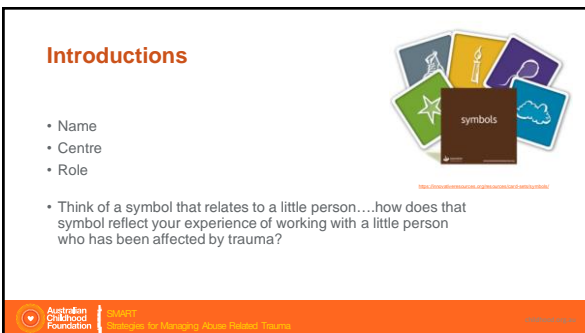 Introductions
symbols
• Name
• Centre
• Role
• Think of a symbol that relates to a little person….how does that
symbol reflect your experience of working with a little person
who has been affected by trauma?
Australian
Childhood
Foundation
SMART
Strategies for Managing Abuse Related Trauma